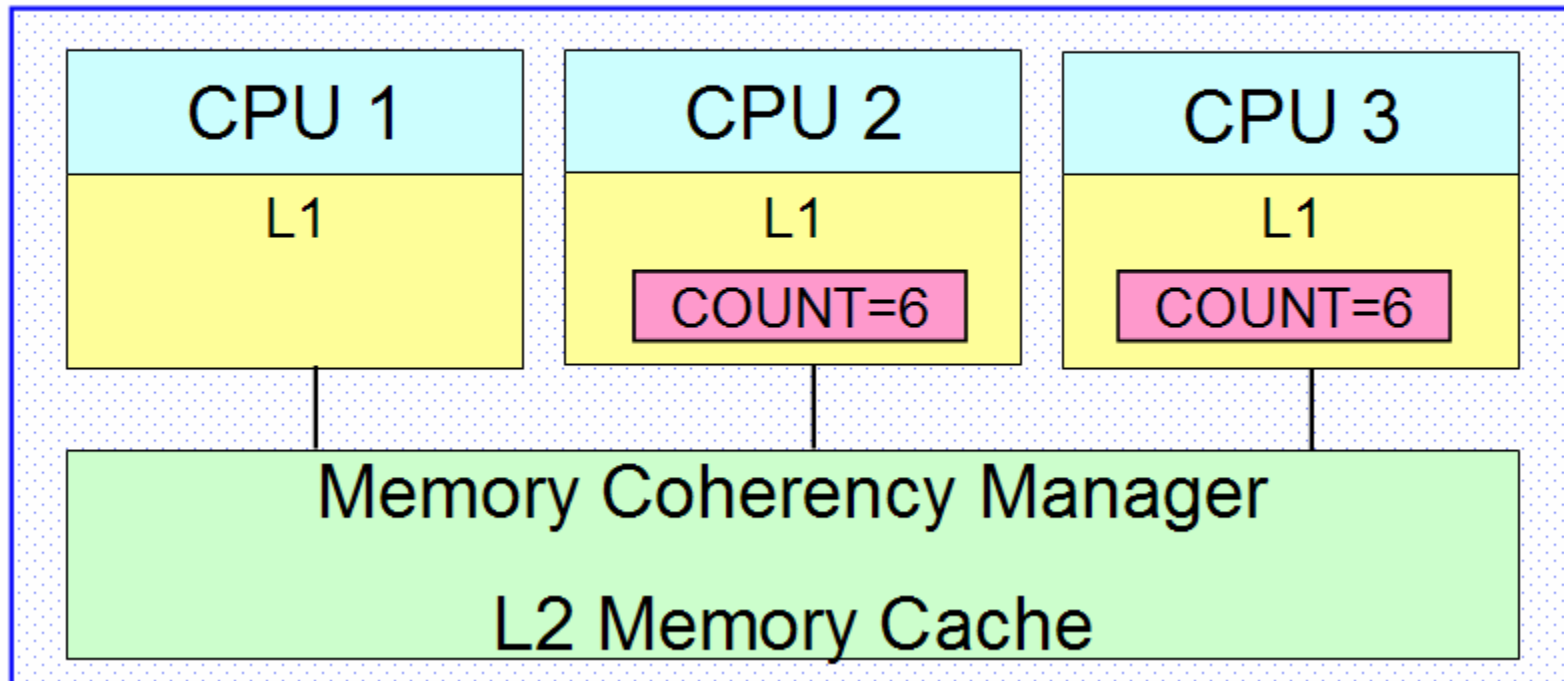 CPU 1
L1
CPU 2
L1
COUNT=6
CPU 3
L1
COUNT=6
Memory Coherency Manager
L2 Memory Cache